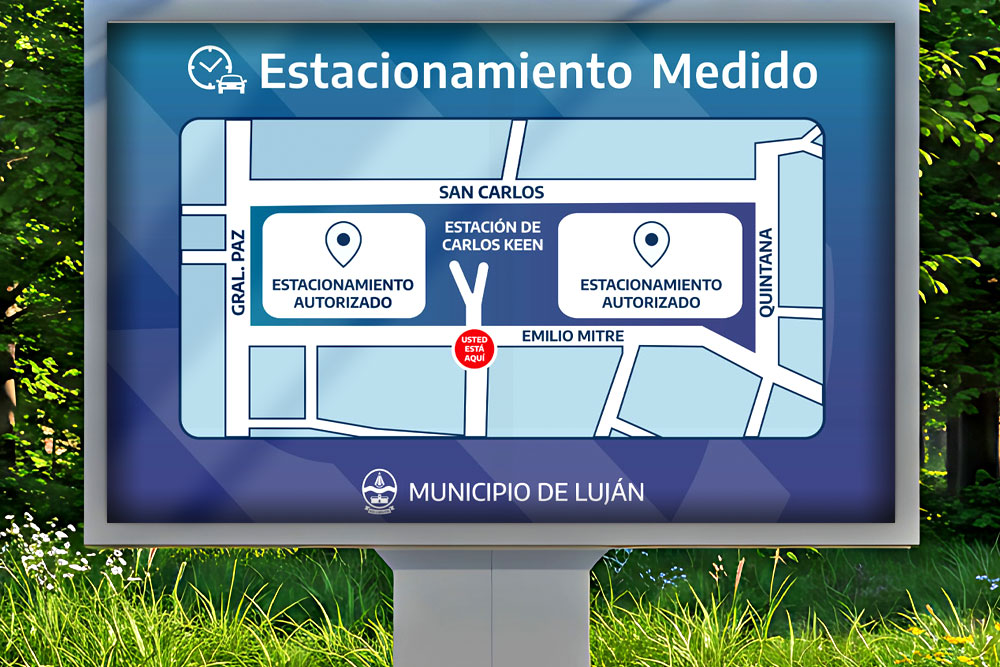 Estacionamiento Medido
SAN CARLOS
GRAL. PAZ
ESTACIONAMIENTO
AUTORIZADO
ESTACIÓN DE
CARLOS KEEN
ESTACIONAMIENTO
AUTORIZADO
QUINTANA
USTED
ESTÁ
AQUÍ
EMILIO MITRE
MUNICIPIO DE LUJÁN